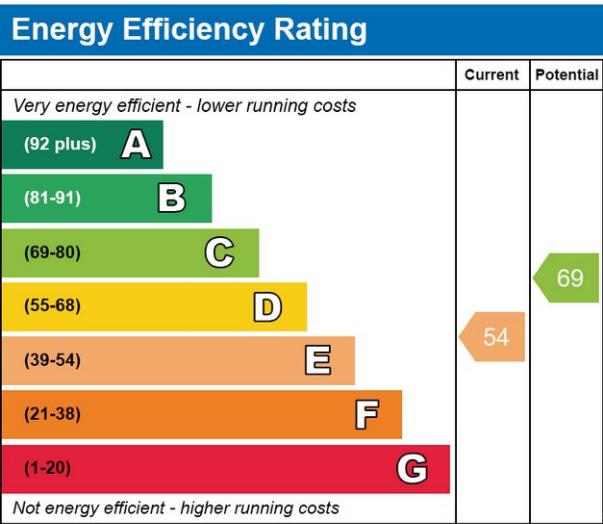 Energy Efficiency Rating
Current Potential
Very energy efficient - lower running costs
(92 plus) A
(81-91) B
(69-80) C
69
(55-68) D
54
(39-54) E
(21-38) F
(1-20) G
Not energy efficient - higher running costs